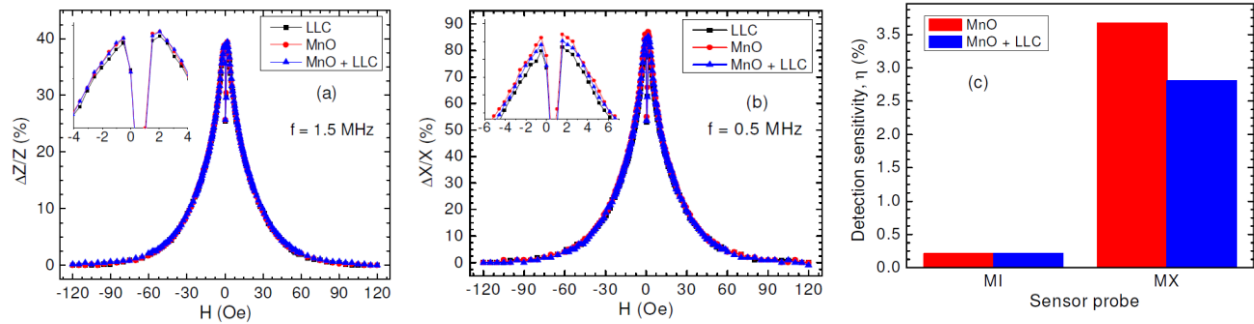 40
30
20
10
0
ΔZ/Z (%)
-4 -2 0 2 4
LLC
MnO
MnO + LLC
(a)
f = 1.5 MHz
-120 -90 -60 -30 0 30 60 90 120
H (Oe)
90
80
70
60
50
40
30
20
10
0
ΔX/X (%)
-6 -4 -2 0 2 4 6
LLC
MnO
MnO + LLC
(b)
f = 0.5 MHz
-120 -90 -60 -30 0 30 60 90 120
H (Oe)
3.5
3.0
2.5
2.0
1.5
1.0
0.5
0.0
Detection sensitivity, η (%)
MnO
MnO + LLC
(c)
MI MX
Sensor probe